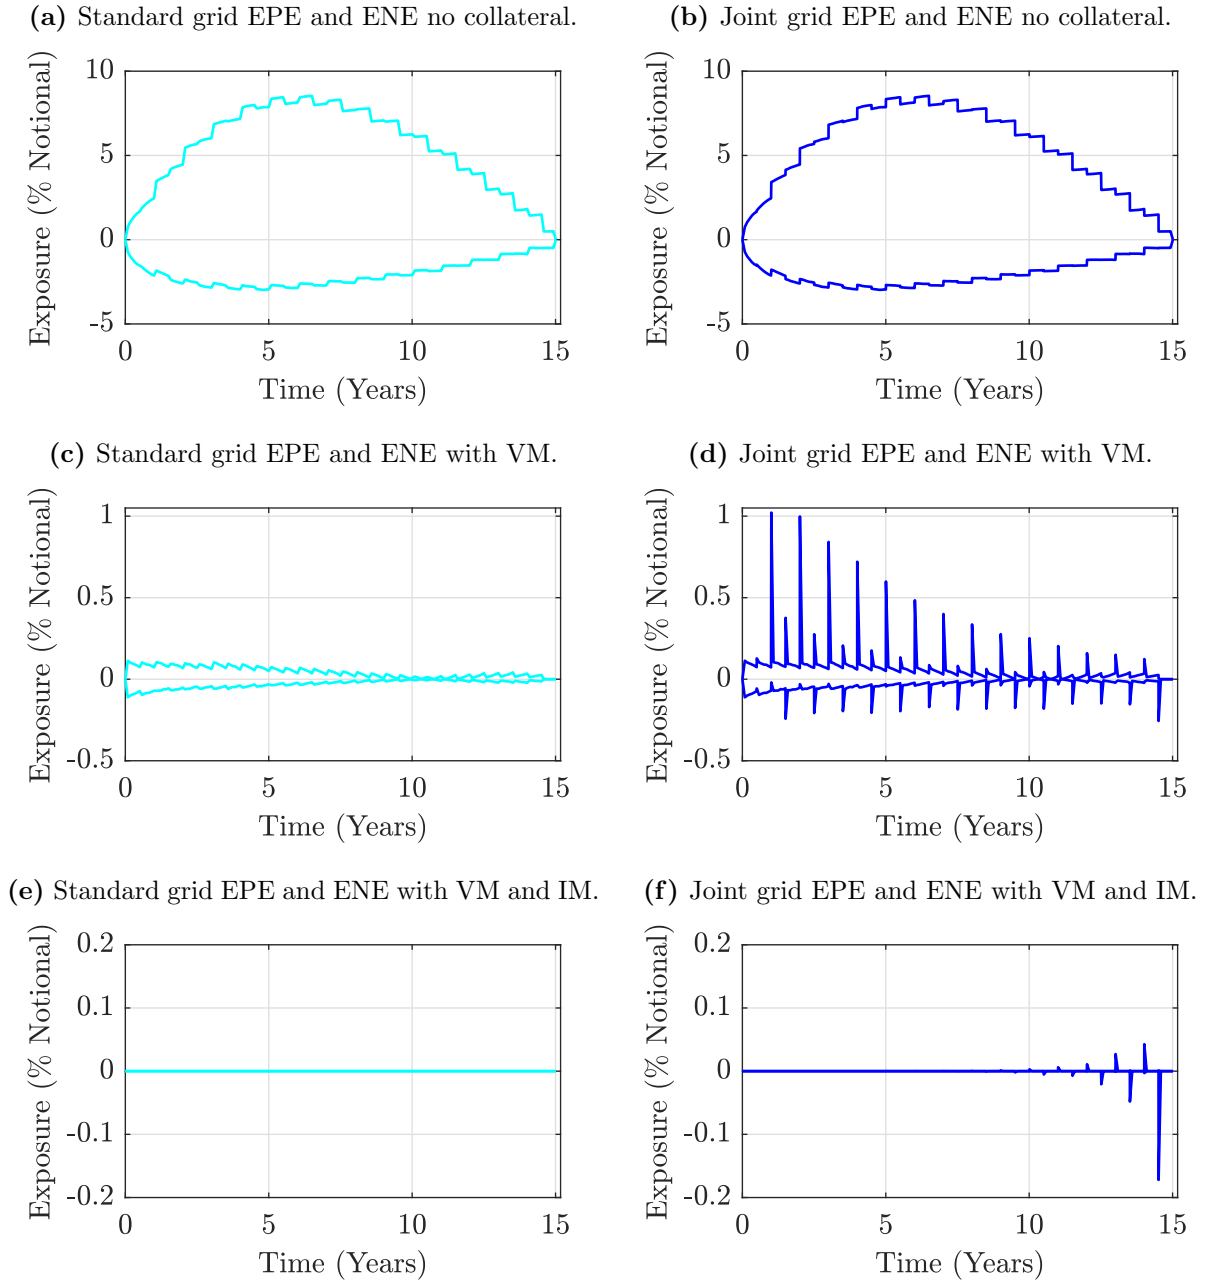 (a) Standard grid EPE and ENE no collateral.
Exposure (% Notional)
10
5
0
-5
0 5 10 15
Time (Years)
(b) Joint grid EPE and ENE no collateral.
Exposure (% Notional)
10
5
0
-5
0 5 10 15
Time (Years)
(c) Standard grid EPE and ENE with VM.
Exposure (% Notional)
1
0.5
0
-0.5
0 5 10 15
Time (Years)
(d) Joint grid EPE and ENE with VM.
Exposure (% Notional)
1
0.5
0
-0.5
0 5 10 15
Time (Years)
(e) Standard grid EPE and ENE with VM and IM.
Exposure (% Notional)
0.2
0.1
0
-0.1
-0.2
0 5 10 15
Time (Years)
(f) Joint grid EPE and ENE with VM and IM.
Exposure (% Notional)
0.2
0.1
0
-0.1
-0.2
0 5 10 15
Time (Years)